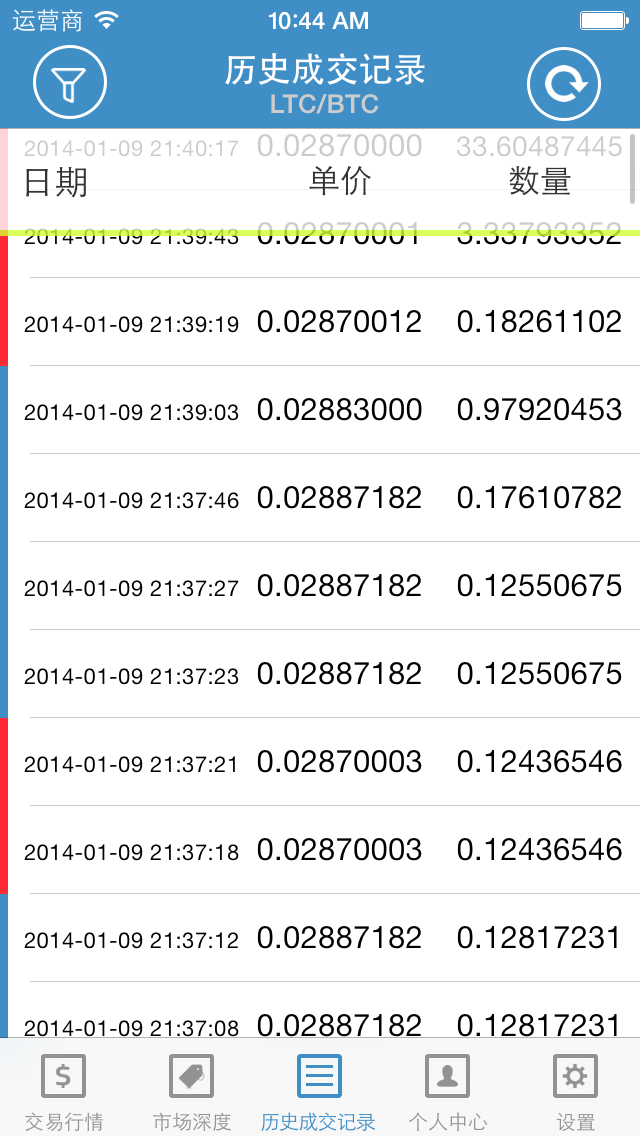 运营商 10:44 AM
历史成交记录
LTC/BTC
2014-01-09 21:40:17 0.02870000 33.60487445
日期 单价 数量
2014-01-09 21:39:43 0.02870001 3.33793352
2014-01-09 21:39:19 0.02870012 0.18261102
2014-01-09 21:39:03 0.02883000 0.97920453
2014-01-09 21:37:46 0.02887182 0.17610782
2014-01-09 21:37:27 0.02887182 0.12550675
2014-01-09 21:37:23 0.02887182 0.12550675
2014-01-09 21:37:21 0.02870003 0.12436546
2014-01-09 21:37:18 0.02870003 0.12436546
2014-01-09 21:37:12 0.02887182 0.12817231
2014-01-09 21:37:08 0.02887182 0.12817231
$
交易行情 市场深度 历史成交记录 个人中心 设置